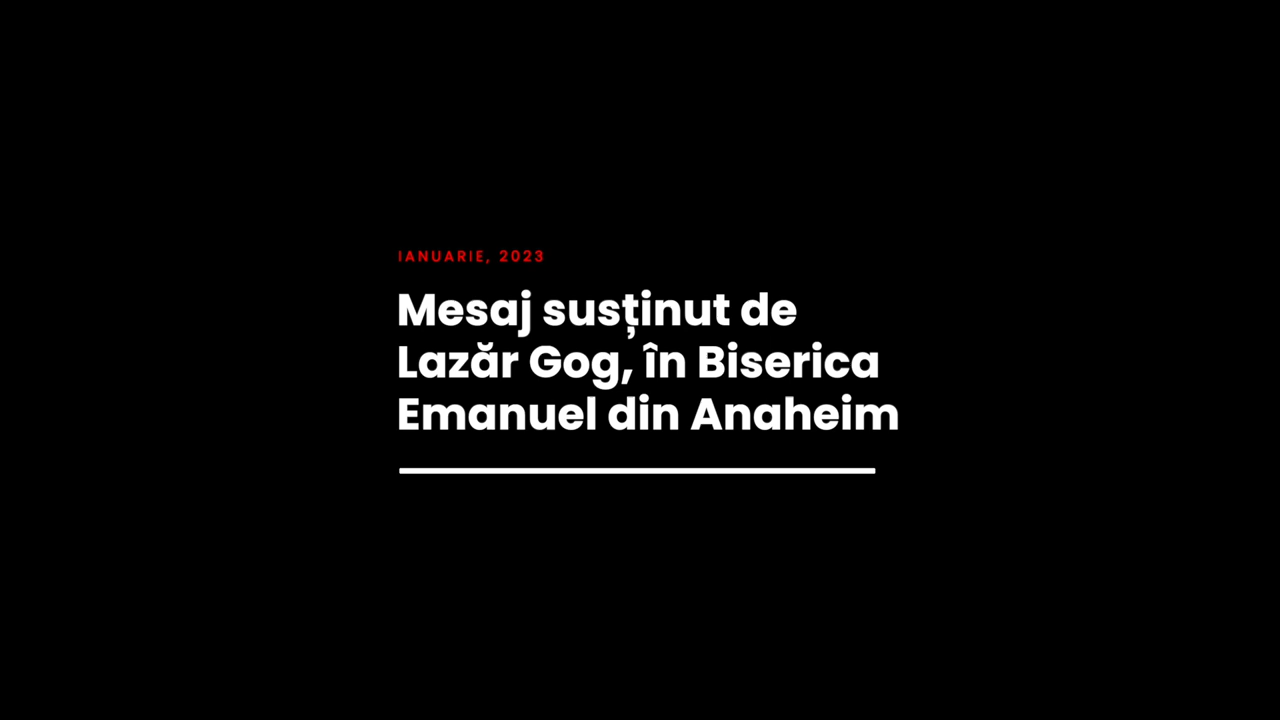 IANUARIE, 2023
Mesaj susținut de
Lazăr Gog, în Biserica
Emanuel din Anaheim